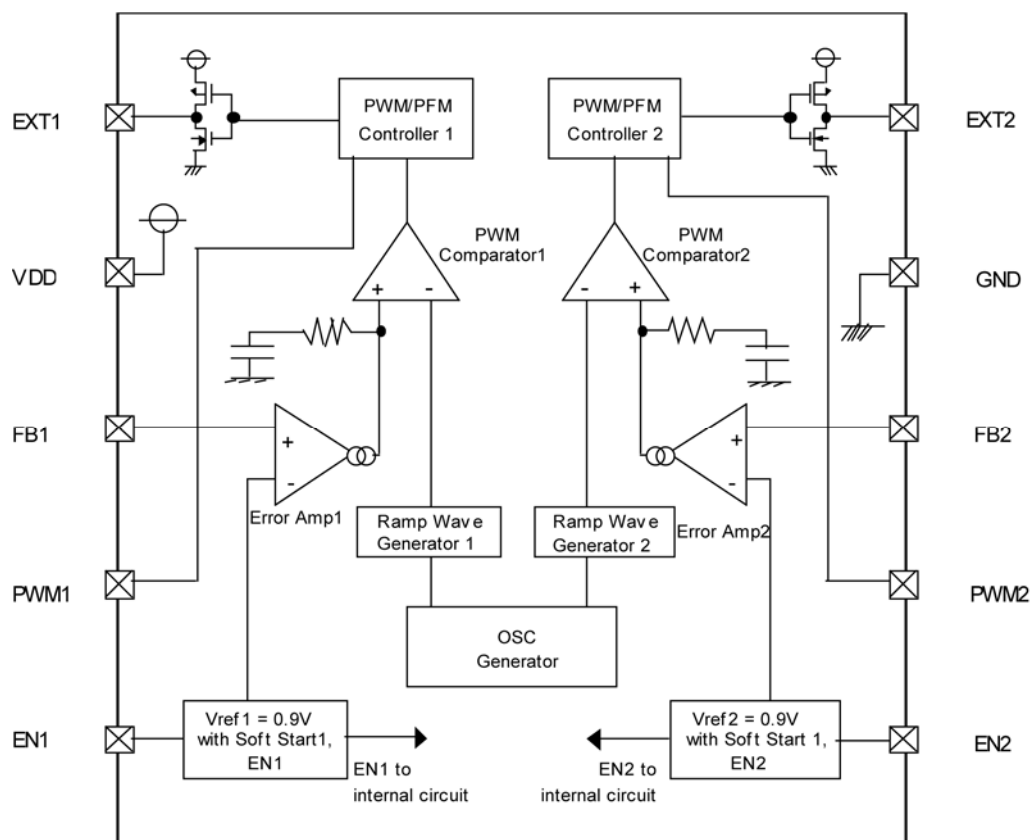 EXT1
PWM/PFM
Controller 1
PWM/PFM
Controller 2
EXT2
VDD
PWM
Comparator1
PWM
Comparator2
GND
+
-
-
+
FB1
+
-
Error Amp1
FB2
+
-
Error Amp2
Ramp Wave
Generator 1
Ramp Wave
Generator 2
PWM1
PWM2
OSC
Generator
EN1
Vref1 = 0.9V
with Soft Start1,
EN1
EN1 to
internal circuit
EN2 to
internal circuit
Vref2 = 0.9V
with Soft Start 1,
EN2
EN2